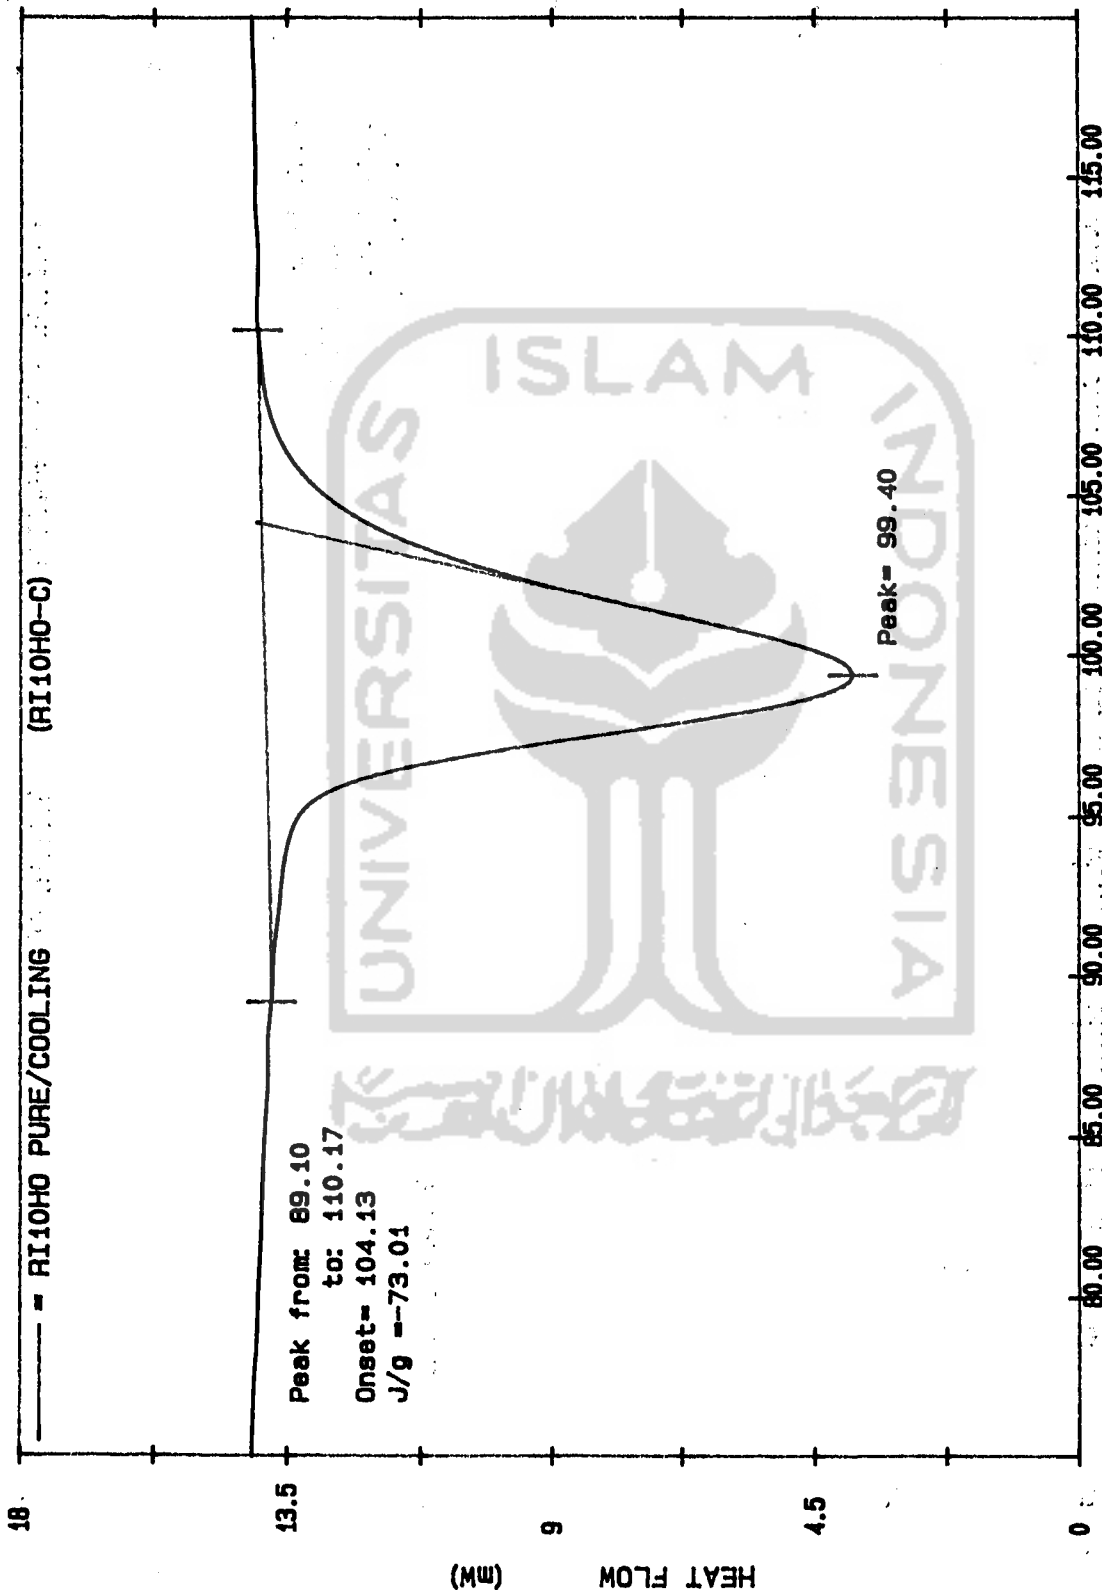 = RI10HO PURE/COOLING (RI10HO-C)
18
13.5
9
4.5
0
HEAT FLOW (mW)
Peak from: 89.10
to: 110.17
Onset= 104.13
J/g =-73.01
Peak= 99.40
80.00 85.00 90.00 95.00 100.00 105.00 110.00 115.00
UNIVERSITAS
ISLAM
INDONESIA